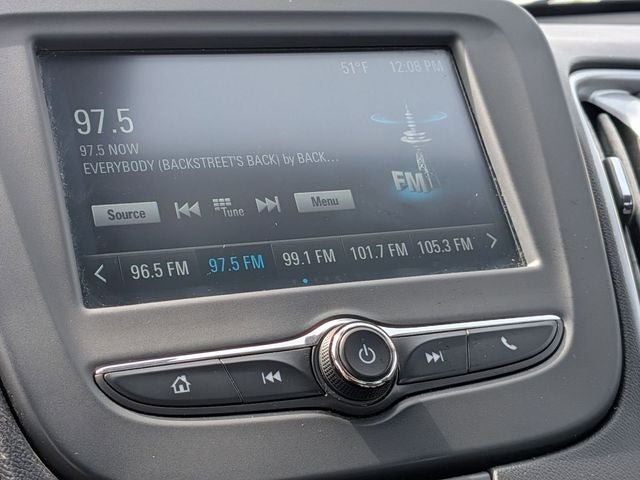 51°F 12:08 PM
97.5
97.5 NOW
EVERYBODY (BACKSTREET'S BACK) by BACK...
FM
Source Tune Menu
96.5 FM 97.5 FM 99.1 FM 101.7 FM 105.3 FM